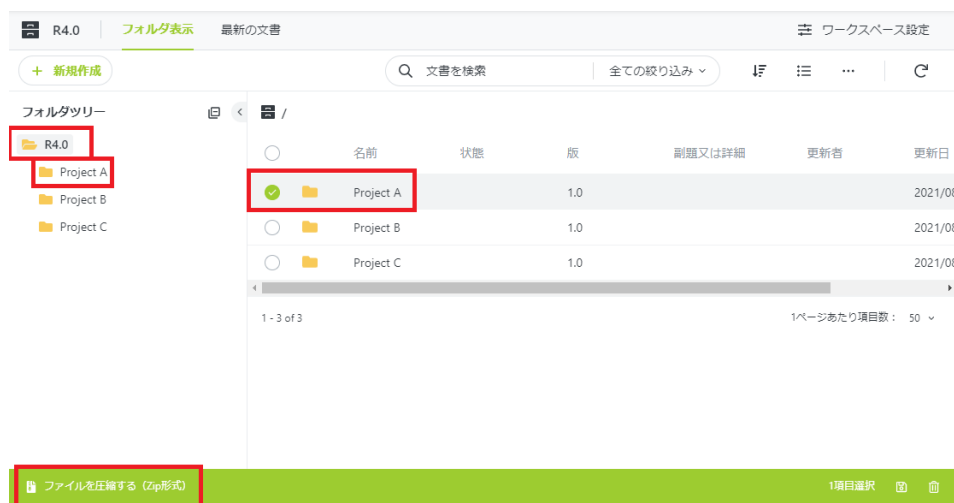 R4.0 フォルダ表示 最新の文書 ワークスペース設定
+ 新規作成 文書を検索 全ての絞り込み
フォルダツリー /
R4.0
Project A
Project B
Project C
名前 状態 版 副題又は詳細 更新者 更新日
Project A 1.0 2021/08
Project B 1.0 2021/08
Project C 1.0 2021/08
1 - 3 of 3 1ページあたり項目数： 50
ファイルを圧縮する（Zip形式） 1項目選択